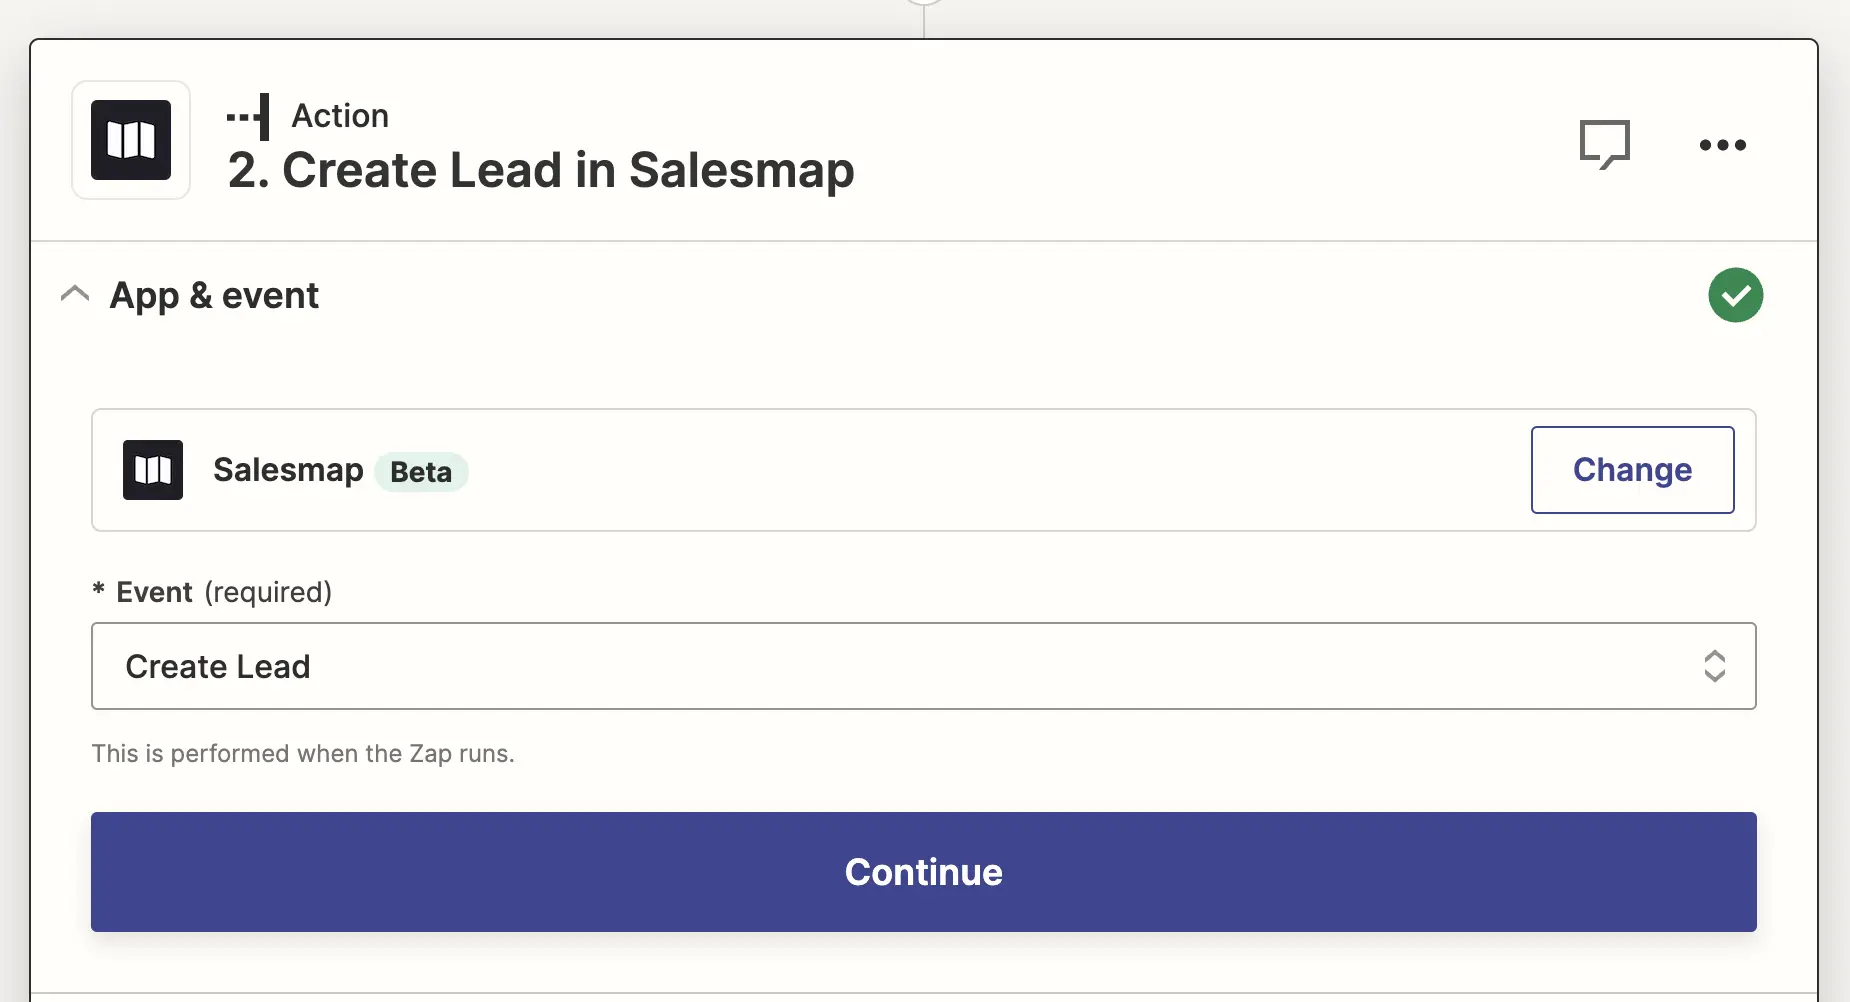 Action
2. Create Lead in Salesmap
App & event
Salesmap Beta
Change
* Event (required)
Create Lead
This is performed when the Zap runs.
Continue